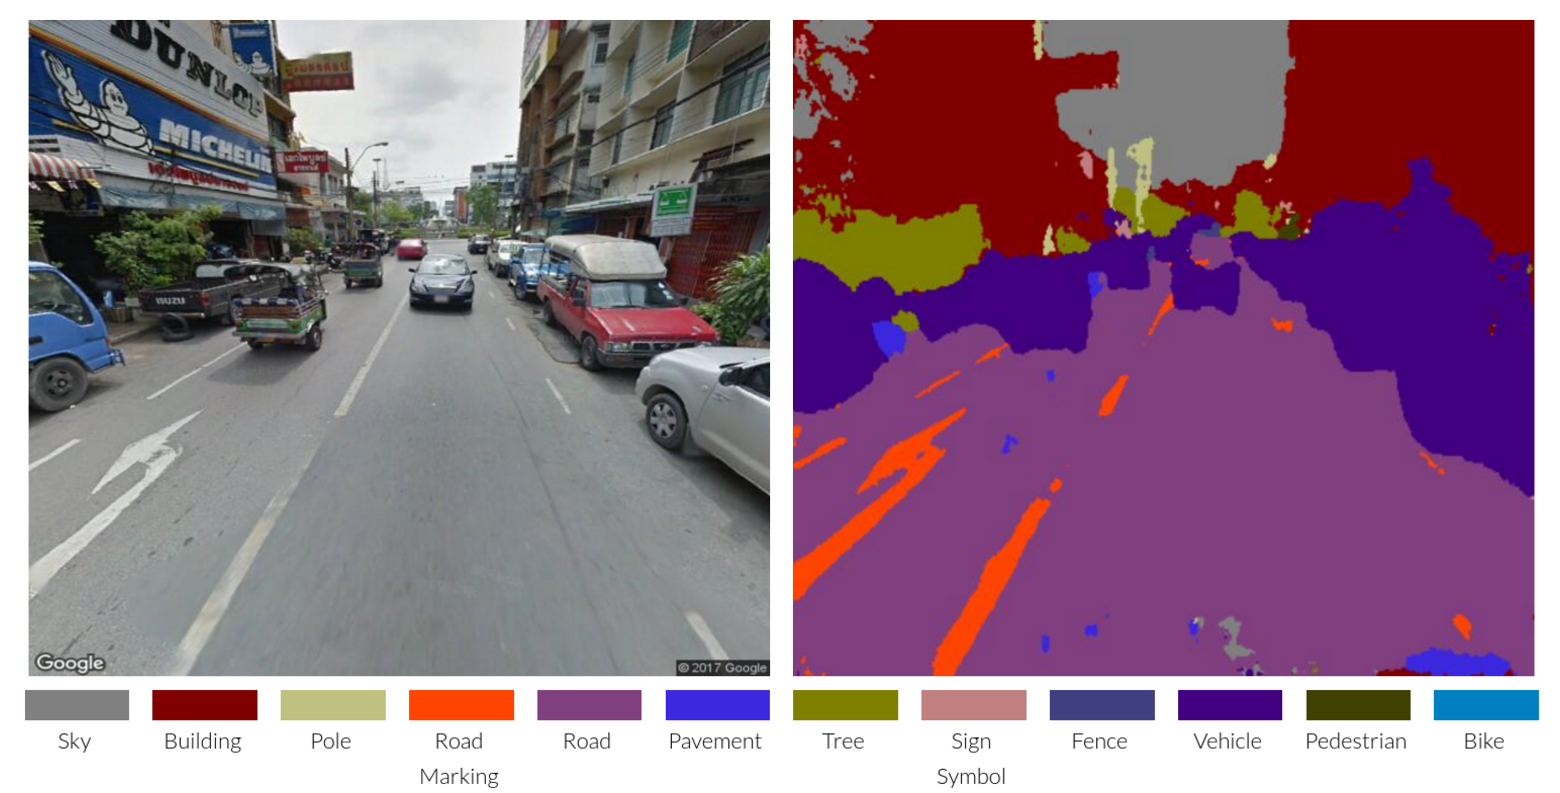 DUNLOP
MICHELIN
ISUZU
Google
© 2017 Google
Sky
Building
Pole
Road
Marking
Road
Pavement
Tree
Sign
Symbol
Fence
Vehicle
Pedestrian
Bike